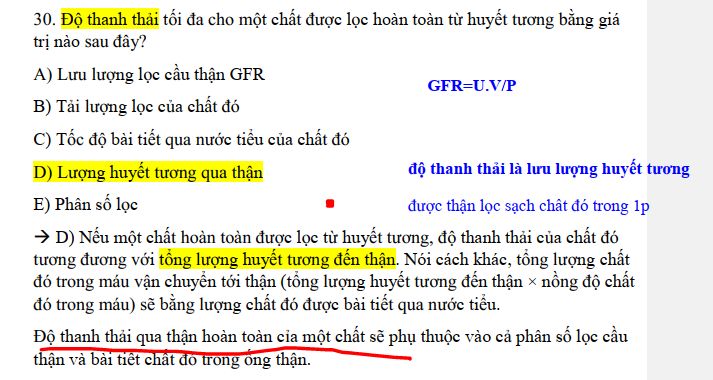 30. Độ thanh thải tối đa cho một chất được lọc hoàn toàn từ huyết tương bằng giá
trị nào sau đây?
A) Lưu lượng lọc cầu thận GFR
GFR=U.V/P
B) Tải lượng lọc của chất đó
C) Tốc độ bài tiết qua nước tiểu của chất đó
D) Lượng huyết tương qua thận
độ thanh thải là lưu lượng huyết tương
E) Phân số lọc
được thận lọc sạch chât đó trong 1p
→ D) Nếu một chất hoàn toàn được lọc từ huyết tương, độ thanh thải của chất đó
tương đương với tổng lượng huyết tương đến thận. Nói cách khác, tổng lượng chất
đó trong máu vận chuyển tới thận (tổng lượng huyết tương đến thận × nồng độ chất
đó trong máu) sẽ bằng lượng chất đó được bài tiết qua nước tiểu.
Độ thanh thải qua thận hoàn toàn cỉa một chất sẽ phụ thuộc vào cả phân số lọc cầu
thận và bài tiết chất đó trong ống thận.